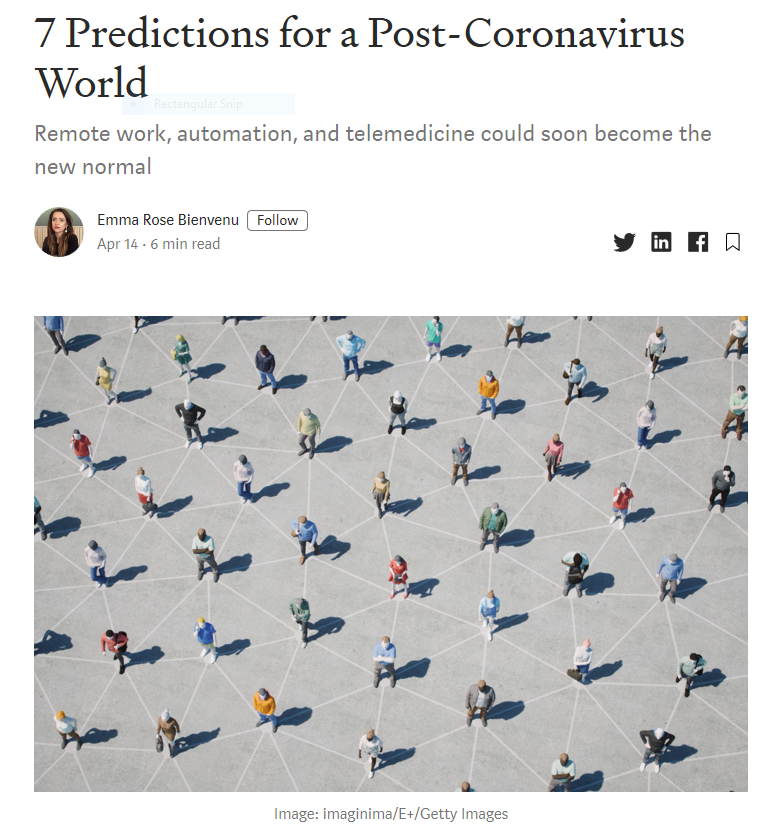 7 Predictions for a Post-Coronavirus
World
Rectangular Snip
Remote work, automation, and telemedicine could soon become the
new normal
Emma Rose Bienvenu Follow
Apr 14 · 6 min read
Image: imaginima/E+/Getty Images